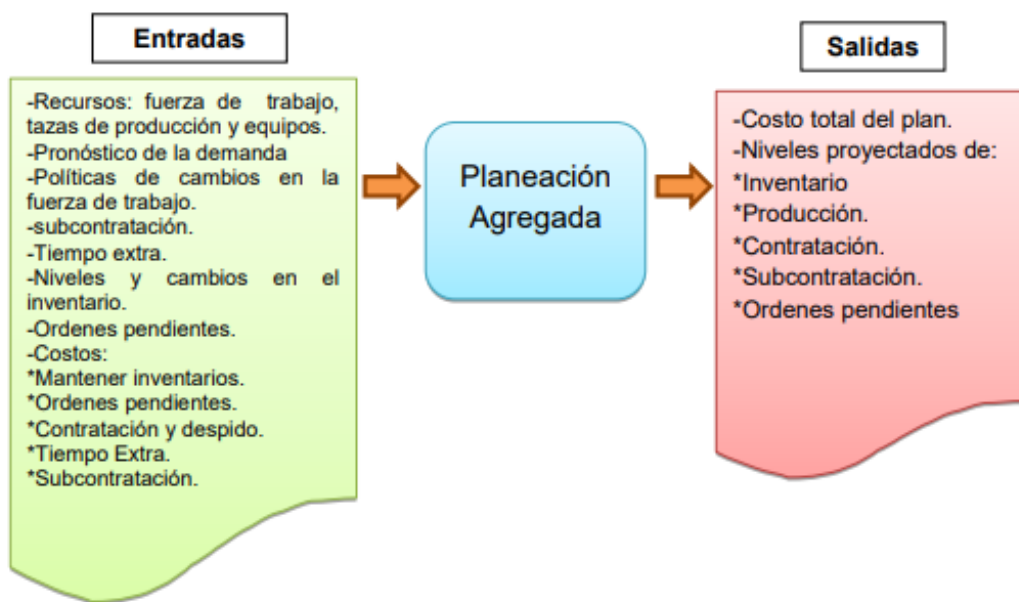 Entradas
-Recursos: fuerza de trabajo,
tazas de producción y equipos.
-Pronóstico de la demanda
-Políticas de cambios en la
fuerza de trabajo.
-subcontratación.
-Tiempo extra.
-Niveles y cambios en el
inventario.
-Ordenes pendientes.
-Costos:
*Mantener inventarios.
*Ordenes pendientes.
*Contratación y despido.
*Tiempo Extra.
*Subcontratación.
Planeación
Agregada
Salidas
-Costo total del plan.
-Niveles proyectados de:
*Inventario
*Producción.
*Contratación.
*Subcontratación.
*Ordenes pendientes